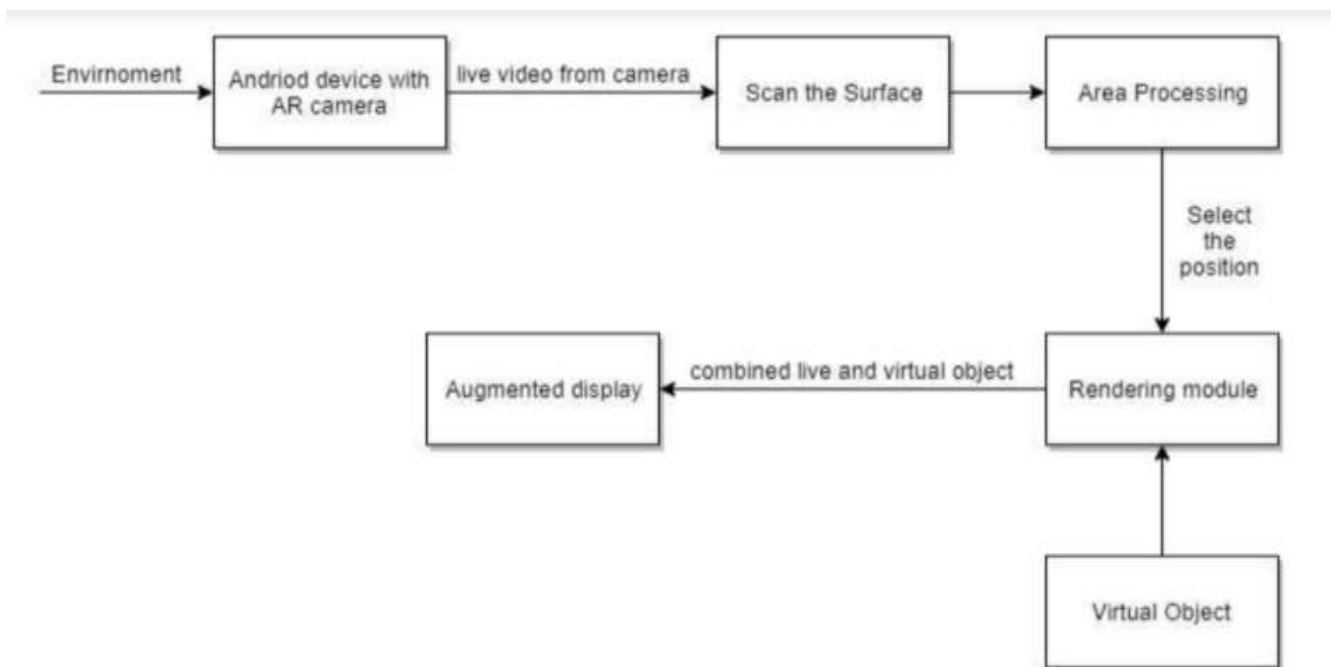 Envirnoment
Andriod device with
AR camera
live video from camera
Scan the Surface
Area Processing
Select
the
position
Rendering module
combined live and virtual object
Augmented display
Virtual Object